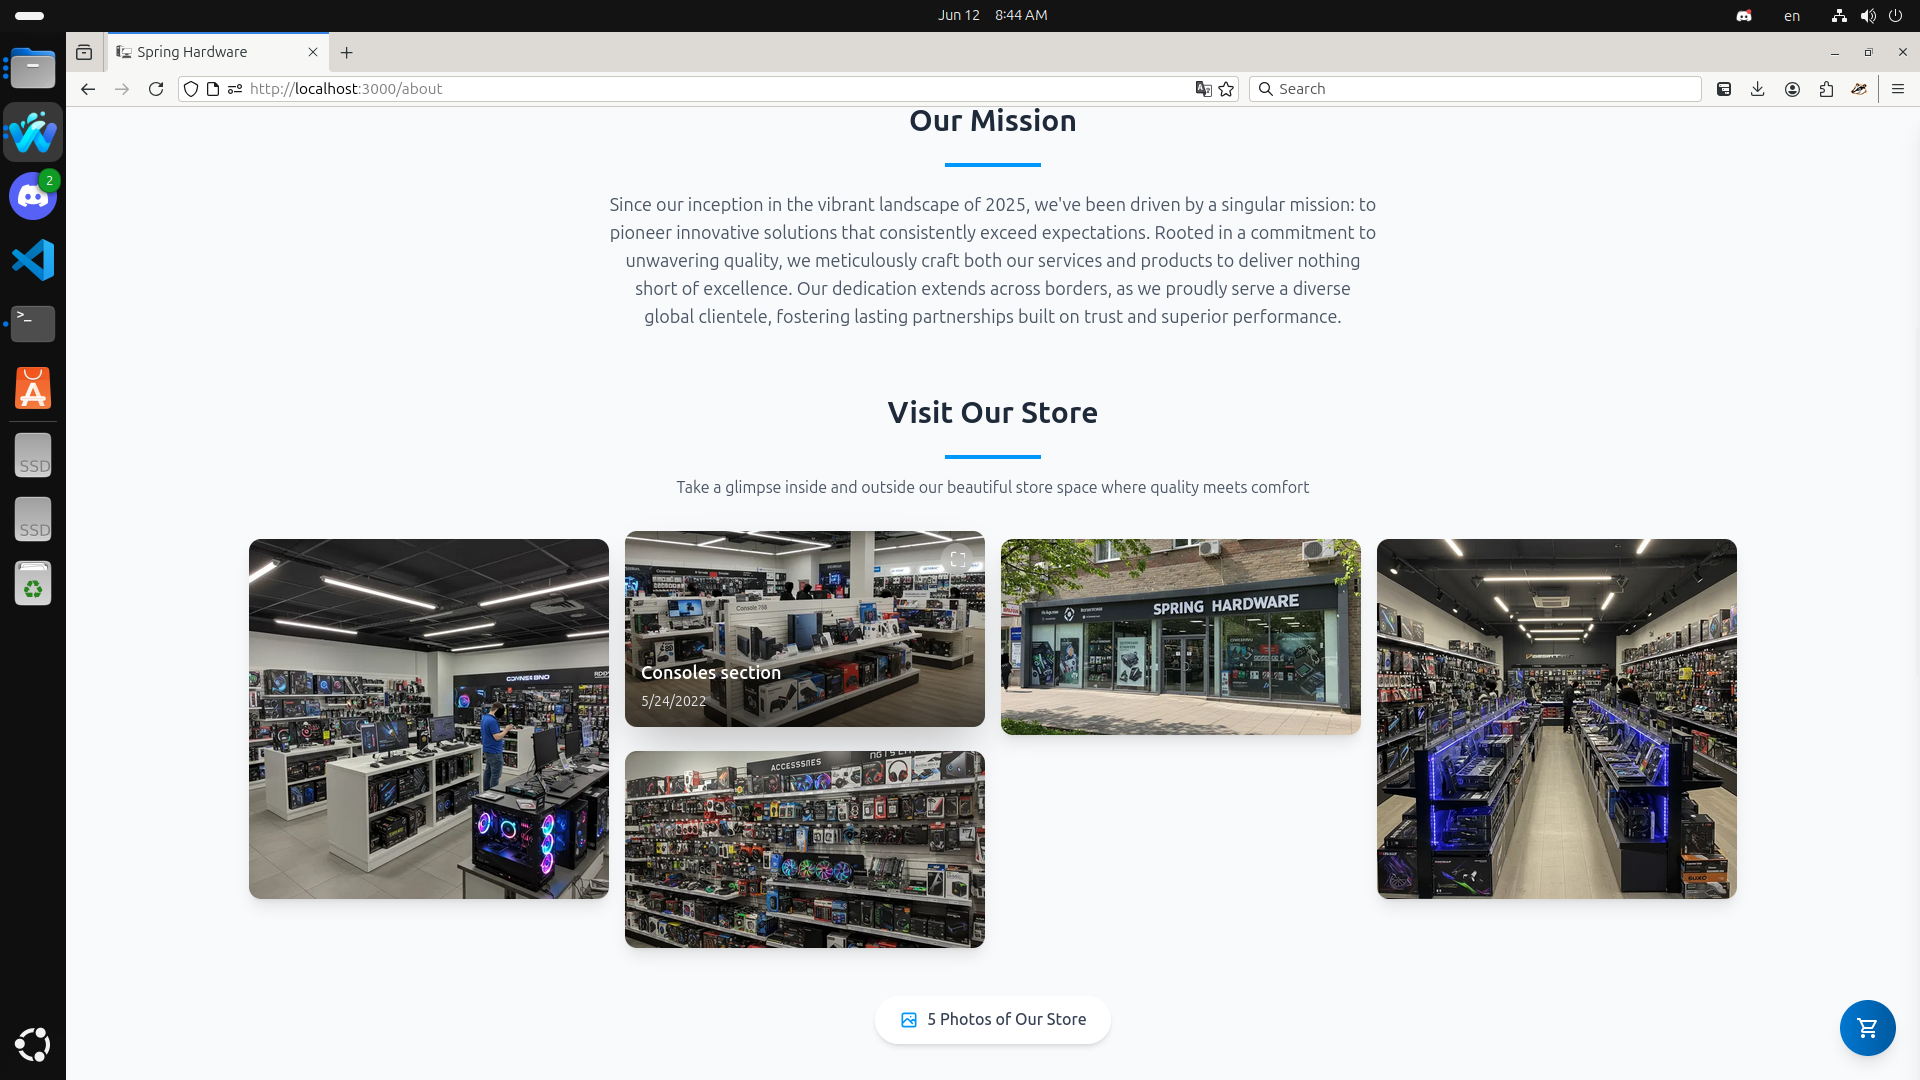 Jun 12 8:44 AM
en
Spring Hardware
http://localhost:3000/about
Search
2
>_
SSD
SSD
Our Mission
Since our inception in the vibrant landscape of 2025, we've been driven by a singular mission: to
pioneer innovative solutions that consistently exceed expectations. Rooted in a commitment to
unwavering quality, we meticulously craft both our services and products to deliver nothing
short of excellence. Our dedication extends across borders, as we proudly serve a diverse
global clientele, fostering lasting partnerships built on trust and superior performance.
Visit Our Store
Take a glimpse inside and outside our beautiful store space where quality meets comfort
Consoles section
5/24/2022
SPRING HARDWARE
ACCESSSRES
5 Photos of Our Store